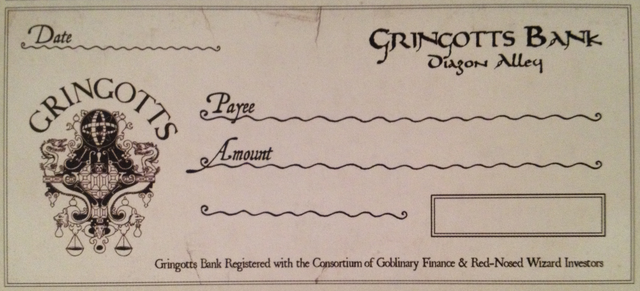 Date
GRINGOTTS BANK
Diagon Alley
GRINGOTTS
Payee
Amount
Gringotts Bank Registered with the Consortium of Goblinary Finance & Red-Nosed Wizard Investors